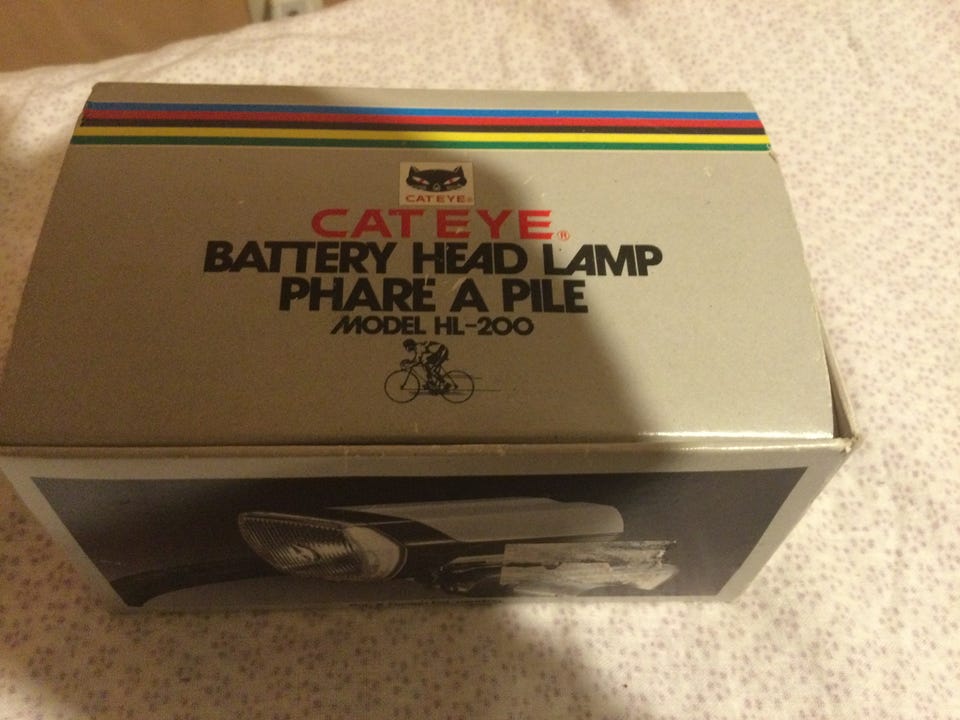 CATEYE®
CATEYE®
BATTERY HEAD LAMP
PHARE A PILE
MODEL HL-200